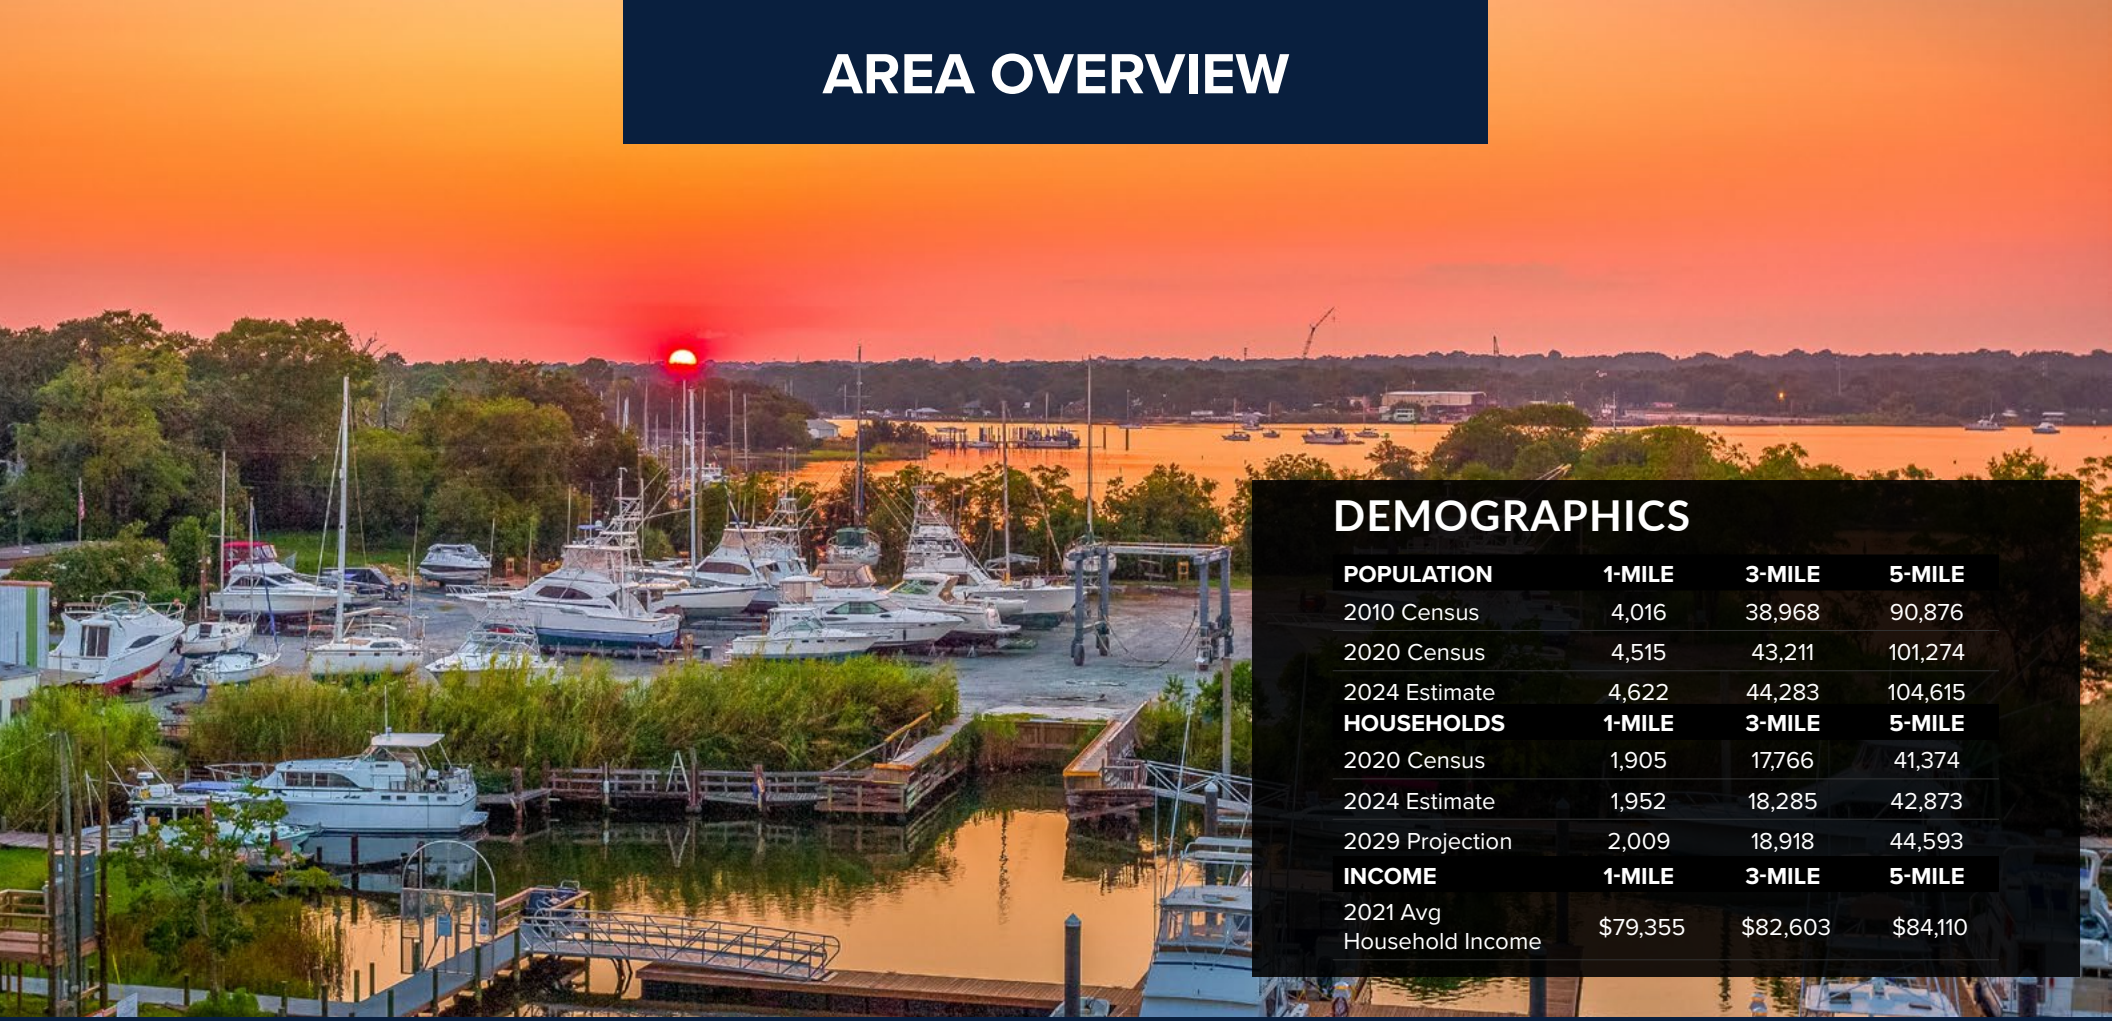 AREA OVERVIEW
DEMOGRAPHICS
POPULATION 1-MILE 3-MILE 5-MILE
2010 Census 4,016 38,968 90,876
2020 Census 4,515 43,211 101,274
2024 Estimate 4,622 44,283 104,615
HOUSEHOLDS 1-MILE 3-MILE 5-MILE
2020 Census 1,905 17,766 41,374
2024 Estimate 1,952 18,285 42,873
2029 Projection 2,009 18,918 44,593
INCOME 1-MILE 3-MILE 5-MILE
2021 Avg
Household Income $79,355 $82,603 $84,110